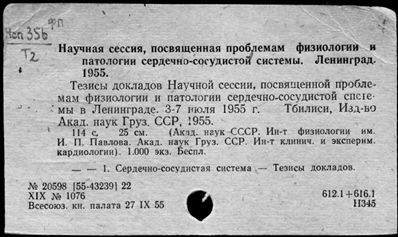 Научная сессия, посвященная проблемам физиологии и
патологии сердечно-сосудистой системы. Ленинград.
1955.
Тезисы докладов Научной сессии, посвященной пробле-
мам физиологии и патологии сердечно-сосудистой систе-
мы в Ленинграде. 3-7 июля 1955 г. Тбилиси, Изд-во
Акад. наук Груз. ССР, 1955.
114 с. 25 см. (Акад. наук СССР. Ин-т физиологии им.
И. П. Павлова. Акад. наук Груз. ССР. Ин-т клинич. и эксперим.
кардиологии). 1.000 экз. Беспл.
— — 1. Сердечно-сосудистая система — Тезисы докладов.
№ 20598 [55-43239] 22
XIX № 1076
Всесоюз. кн. палата 27 IX 55
612.1+616.1
Н345